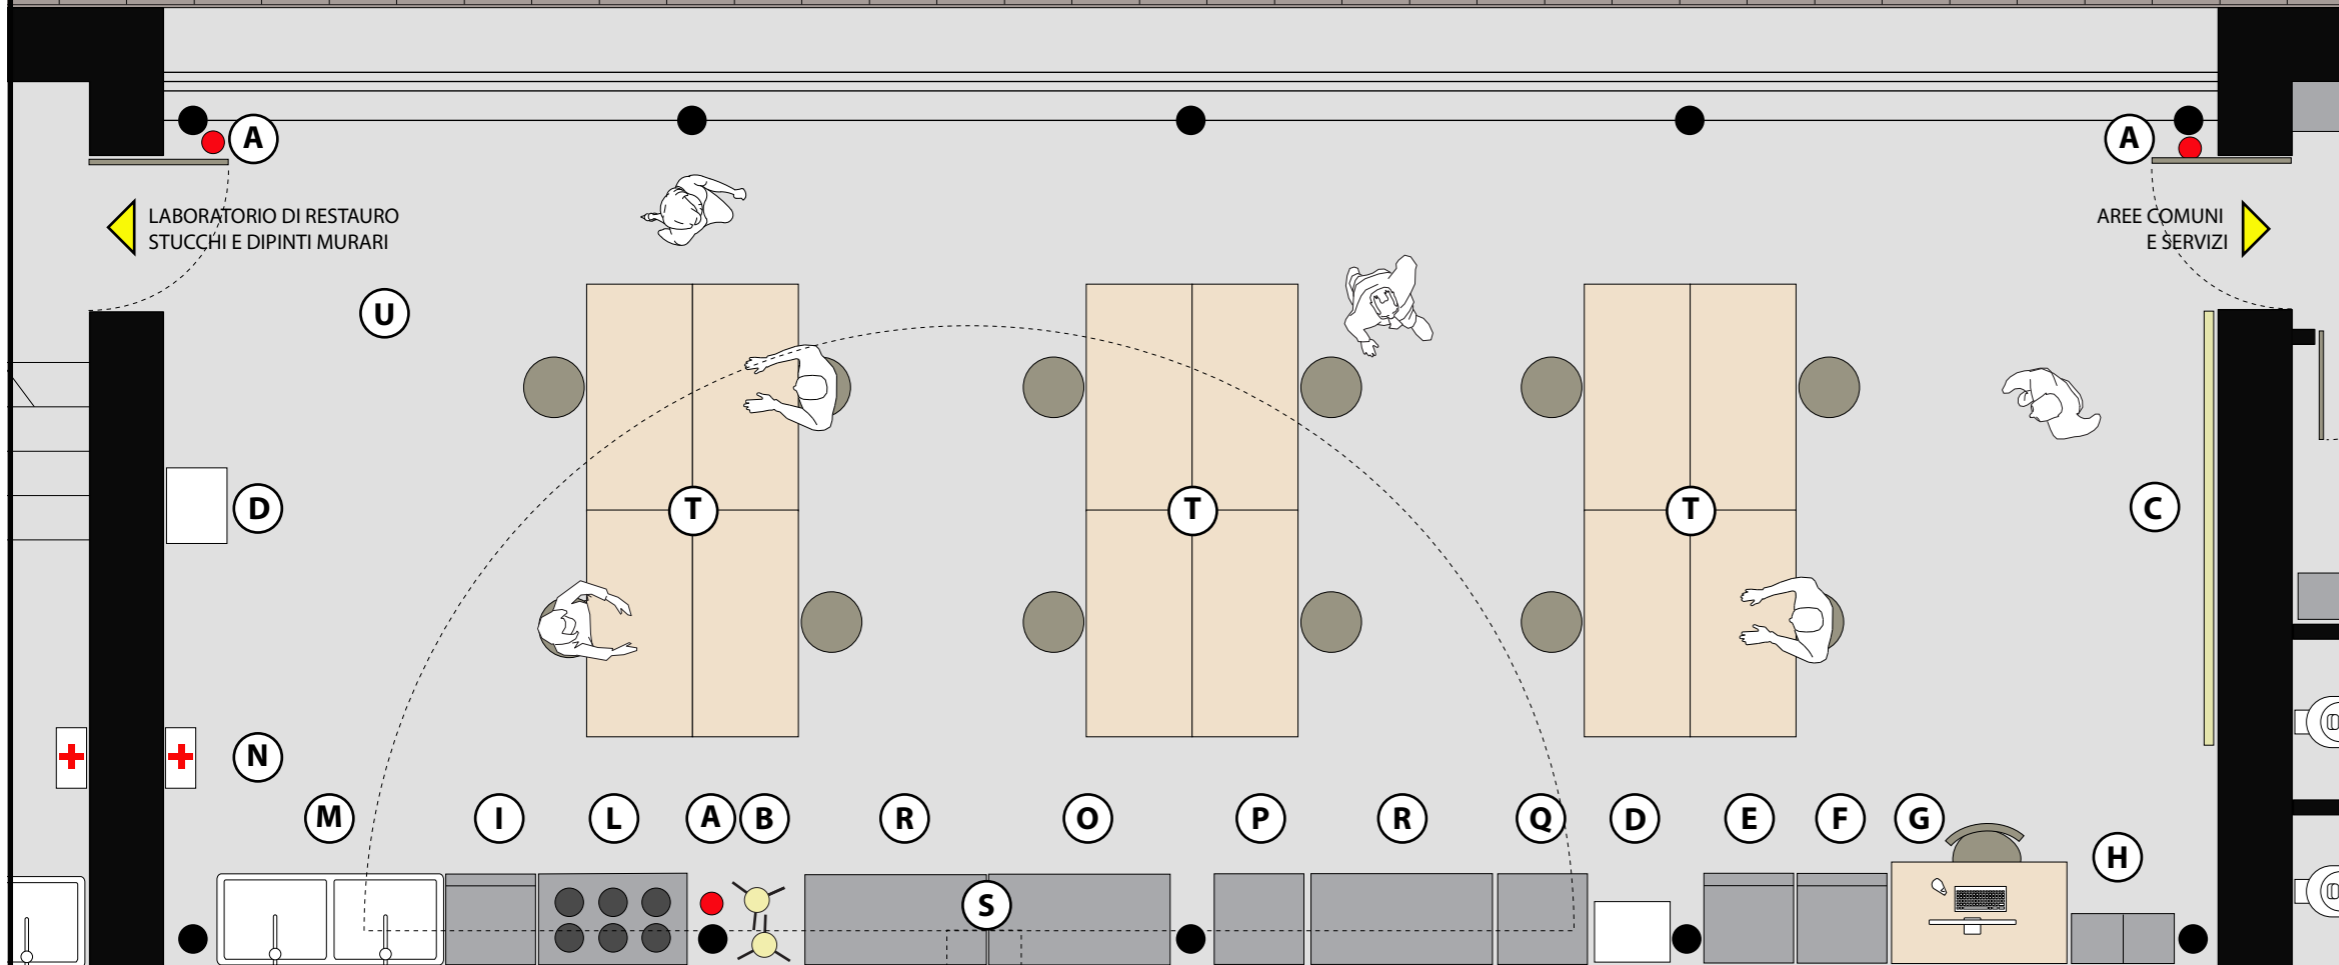 A
A
LABORATORIO DI RESTAURO
STUCCHI E DIPINTI MURARI
AREE COMUNI
E SERVIZI
U
D
T
T
T
C
N
M
I
L
A
B
R
O
P
R
Q
D
E
F
G
H
S